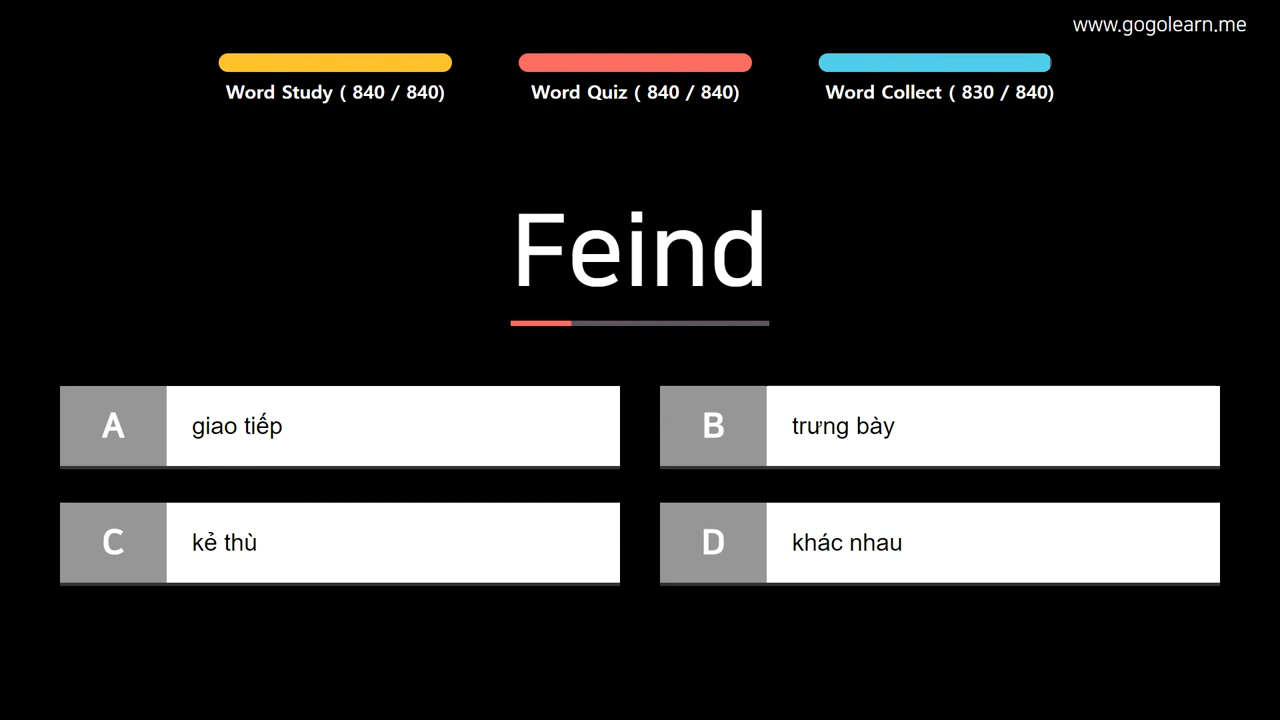 www.gogolearn.me
Word Study ( 840 / 840)
Word Quiz ( 840 / 840)
Word Collect ( 830 / 840)
Feind
A giao tiếp
B trưng bày
C kẻ thù
D khác nhau